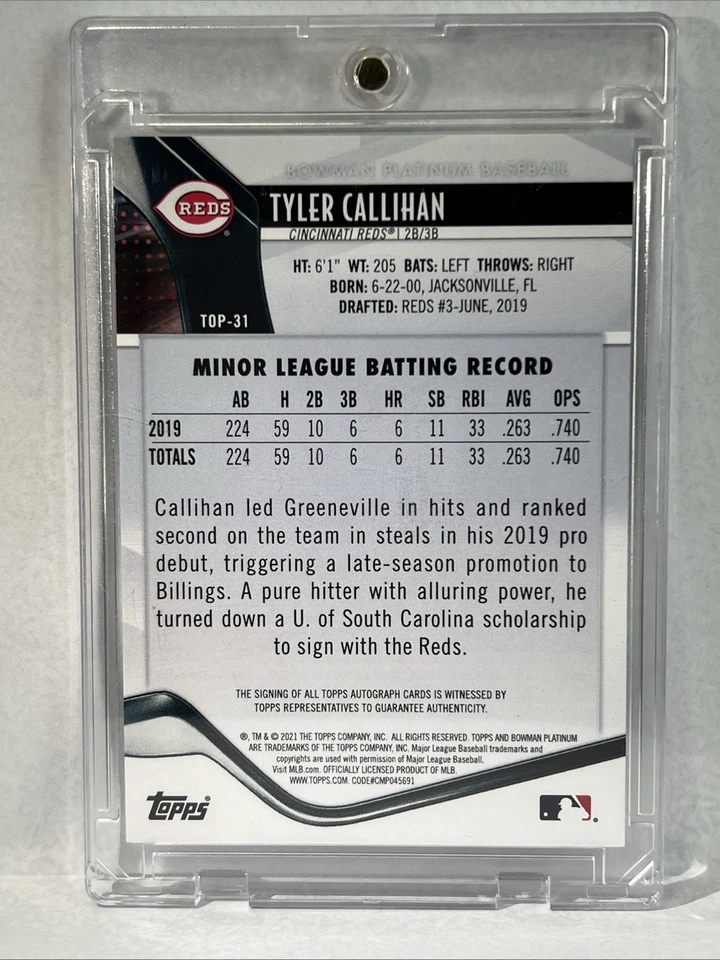 BOWMAN PLATINUM BASEBALL
REDS®
TYLER CALLIHAN
CINCINNATI REDS® | 2B/3B
HT: 6'1" WT: 205 BATS: LEFT THROWS: RIGHT
BORN: 6-22-00, JACKSONVILLE, FL
DRAFTED: REDS #3-JUNE, 2019
TOP-31
MINOR LEAGUE BATTING RECORD
AB H 2B 3B HR SB RBI AVG OPS
2019 224 59 10 6 6 11 33 .263 .740
TOTALS 224 59 10 6 6 11 33 .263 .740
Callihan led Greeneville in hits and ranked
second on the team in steals in his 2019 pro
debut, triggering a late-season promotion to
Billings. A pure hitter with alluring power, he
turned down a U. of South Carolina scholarship
to sign with the Reds.
THE SIGNING OF ALL TOPPS AUTOGRAPH CARDS IS WITNESSED BY
TOPPS REPRESENTATIVES TO GUARANTEE AUTHENTICITY.
®, TM & © 2021 THE TOPPS COMPANY, INC. ALL RIGHTS RESERVED. TOPPS AND BOWMAN PLATINUM
ARE TRADEMARKS OF THE TOPPS COMPANY, INC. Major League Baseball trademarks and
copyrights are used with permission of Major League Baseball.
Visit MLB.com. OFFICIALLY LICENSED PRODUCT OF MLB.
WWW.TOPPS.COM. CODE#CMP045691
Topps®